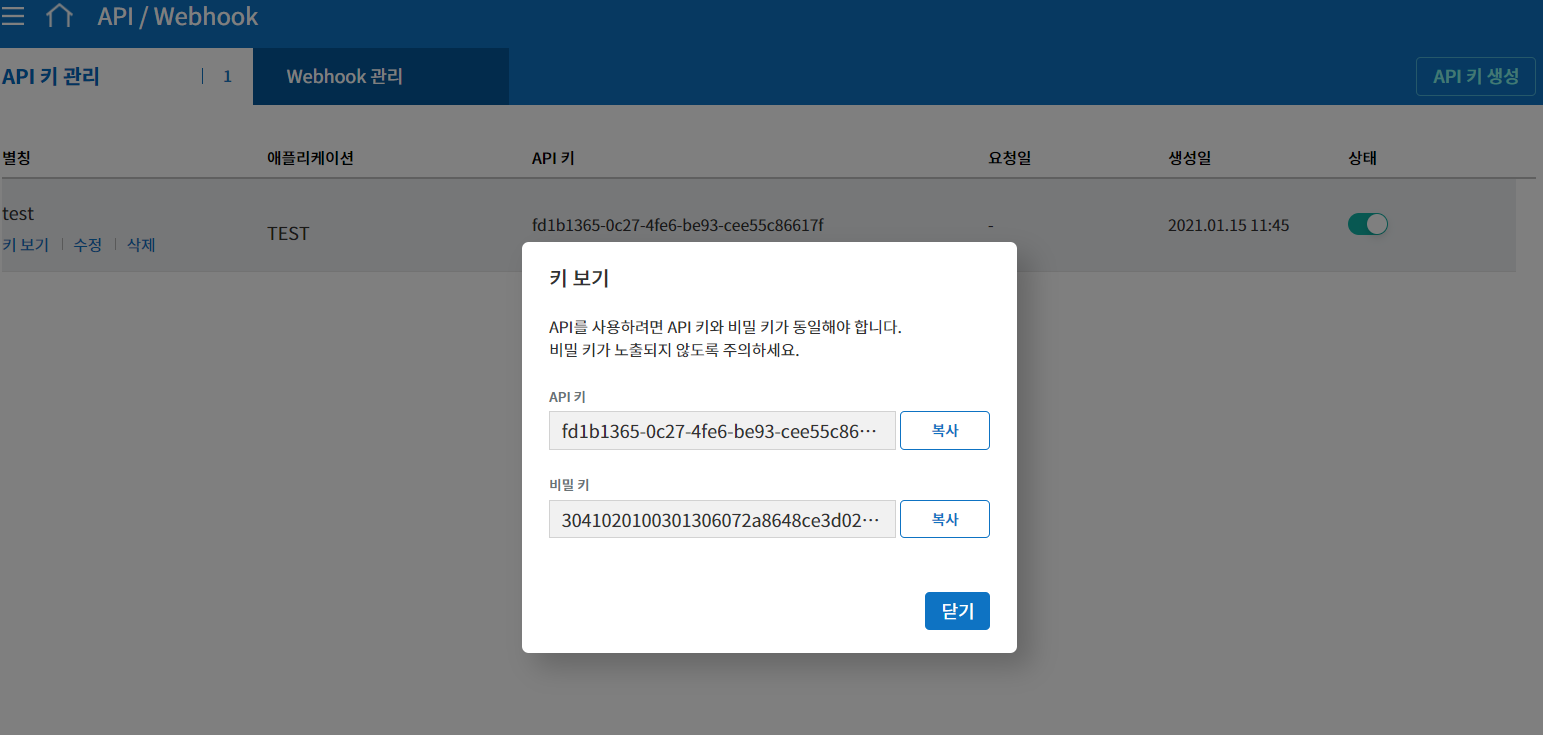 API / Webhook
API 키 관리 | 1
Webhook 관리
API 키 생성
별칭 애플리케이션 API 키 요청일 생성일 상태
test
키 보기 | 수정 | 삭제
TEST
fd1b1365-0c27-4fe6-be93-cee55c86617f
-
2021.01.15 11:45
키 보기
API를 사용하려면 API 키와 비밀 키가 동일해야 합니다.
비밀 키가 노출되지 않도록 주의하세요.
API 키
fd1b1365-0c27-4fe6-be93-cee55c86⋯ 복사
비밀 키
3041020100301306072a8648ce3d02⋯ 복사
닫기